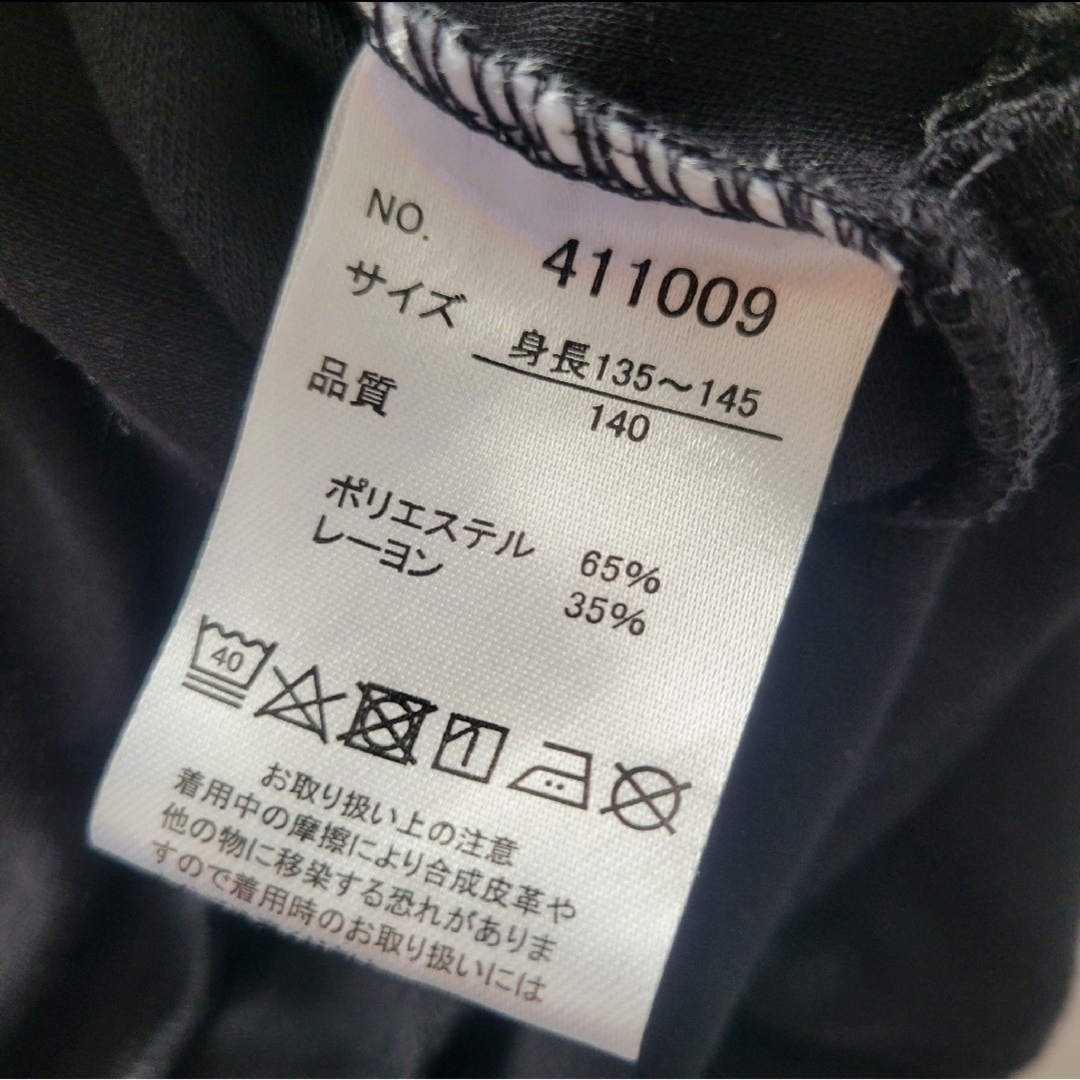 NO. 411009
サイズ 身長135～145
140
品質
ポリエステル 65%
レーヨン 35%
40
お取り扱い上の注意
着用中の摩擦により合成皮革や
他の物に移染する恐れがありま
すので着用時のお取り扱いには